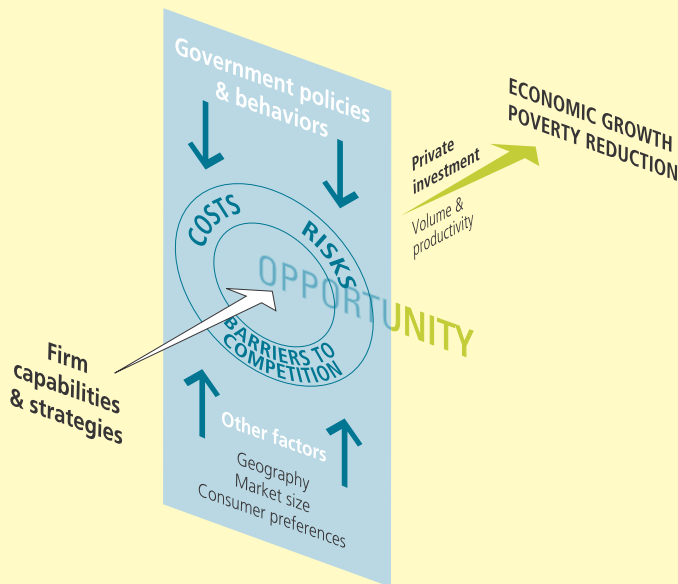 Government policies
& behaviors
COSTS
RISKS
OPPORTUNITY
BARRIERS TO
COMPETITION
Firm
capabilities
& strategies
Other factors
Geography
Market size
Consumer preferences
Private
investment
Volume &
productivity
ECONOMIC GROWTH
POVERTY REDUCTION